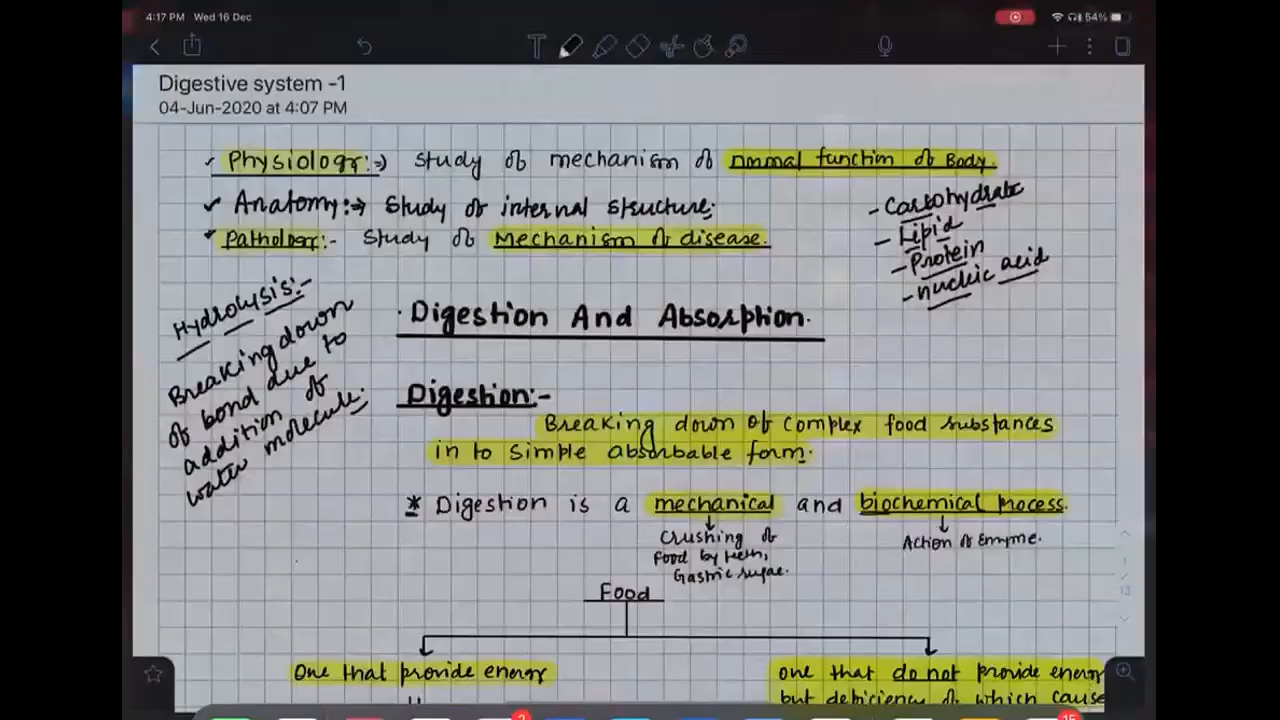 4:17 PM Wed 16 Dec
54%
Digestive system -1
04-Jun-2020 at 4:07 PM
Physiology:⇒ study of mechanism of normal function of Body.
Anatomy:→ study of internal structure.
Pathology:- study of Mechanism of disease.
- Carbohydrate
- Lipid
- Protein
- nucleic acid
Hydrolysis:-
Breaking down
of bond due to
addition of
water molecule.
Digestion And Absorption.
Digestion:-
Breaking down of complex food substances
in to simple absorbable form.
* Digestion is a mechanical and biochemical process.
Crushing of
Food by teeth,
Gastric rugae.
Action of Enzyme.
Food
One that provide energy
one that do not provide energy
but deficiency of which cause